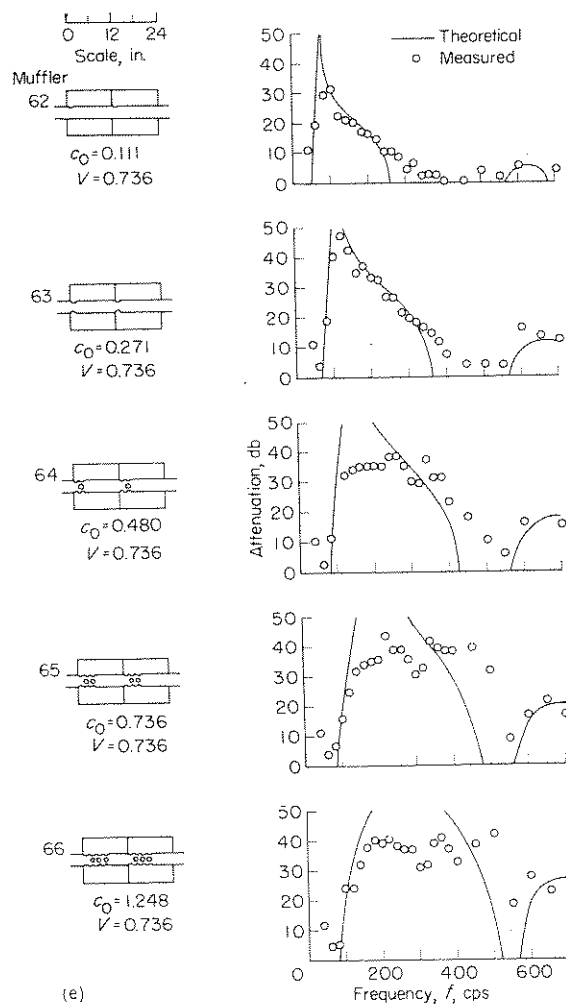 0 12 24
Scale, in.
Muffler
62
c₀=0.111
V=0.736
50
40
30
20
10
0
Theoretical
Measured
63
c₀=0.271
V=0.736
50
40
30
20
10
0
64
c₀=0.480
V=0.736
50
40
30
20
10
0
Attenuation, db
65
c₀=0.736
V=0.736
50
40
30
20
10
0
66
c₀=1.248
V=0.736
50
40
30
20
10
0 200 400 600
Frequency, f, cps
(e)